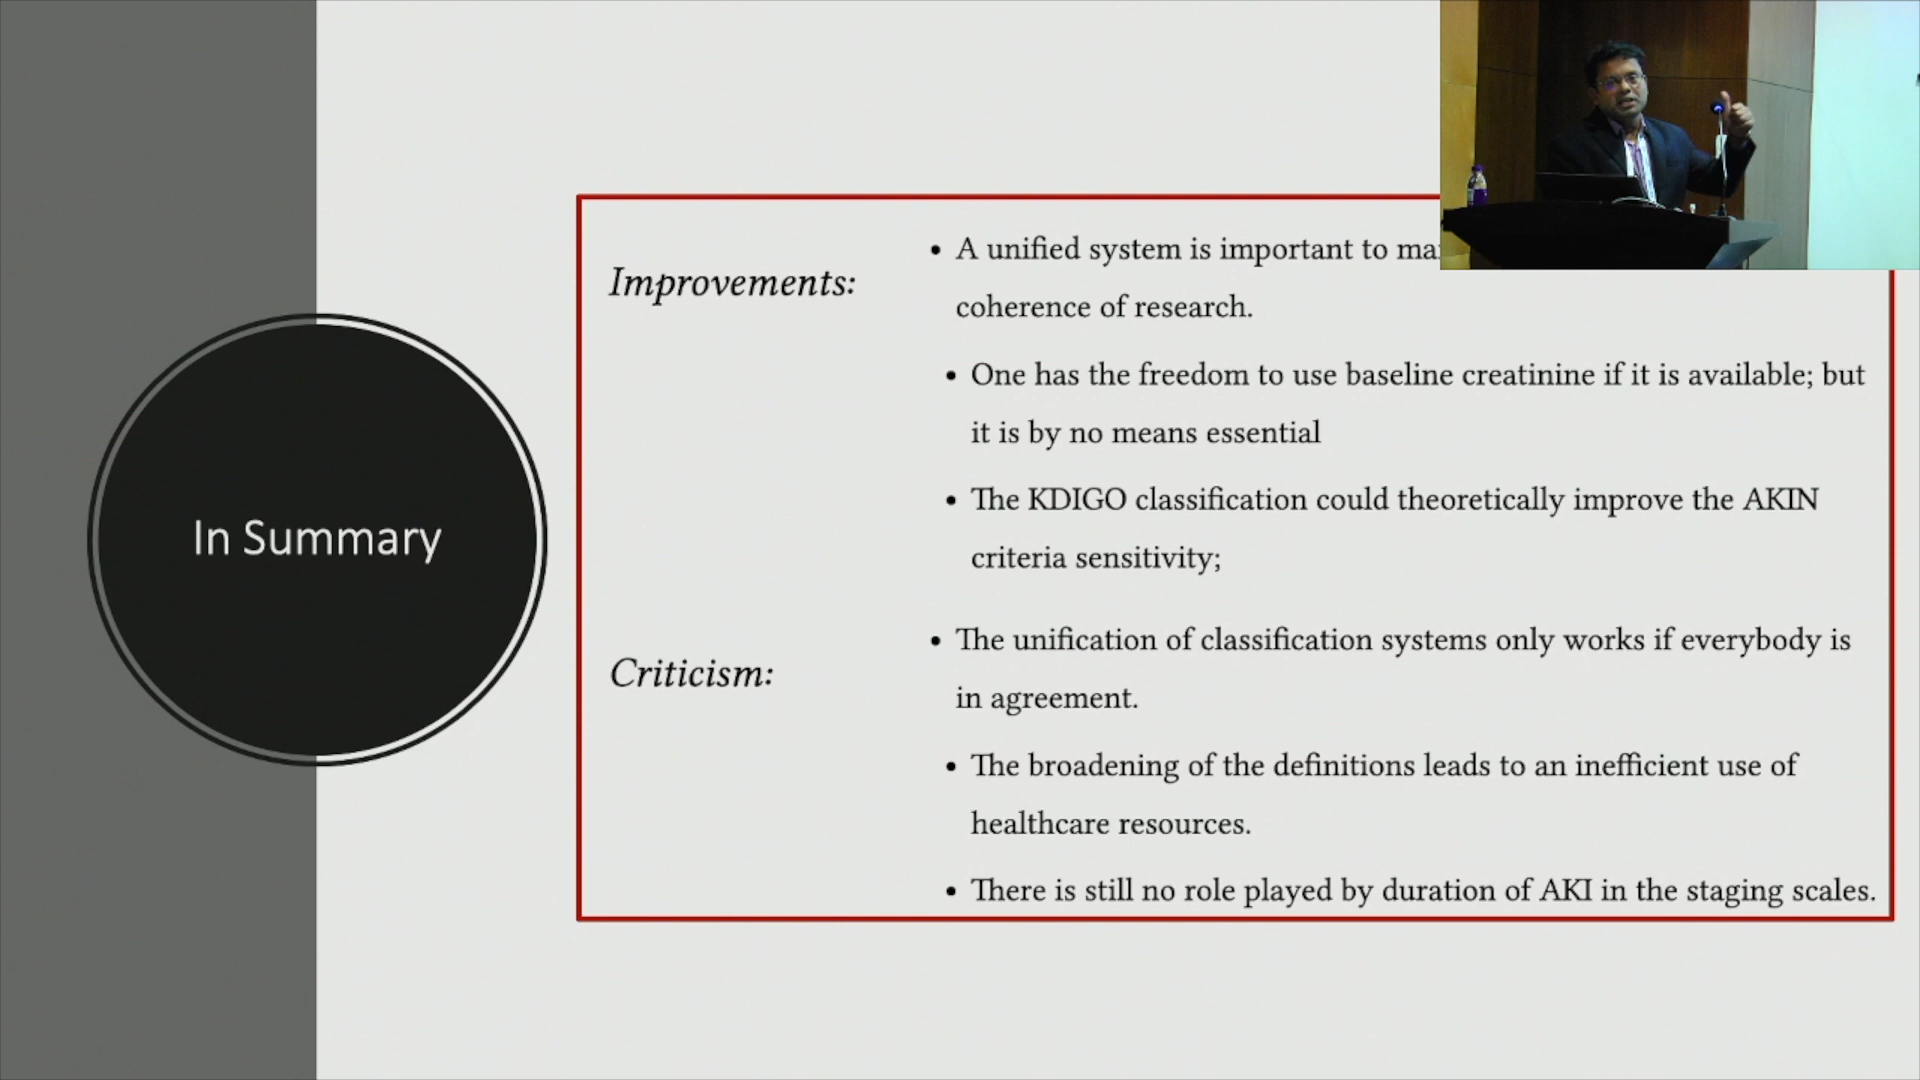 In Summary
Improvements:
• A unified system is important to
coherence of research.
• One has the freedom to use baseline creatinine if it is available; but
it is by no means essential
• The KDIGO classification could theoretically improve the AKIN
criteria sensitivity;
Criticism:
• The unification of classification systems only works if everybody is
in agreement.
• The broadening of the definitions leads to an inefficient use of
healthcare resources.
• There is still no role played by duration of AKI in the staging scales.